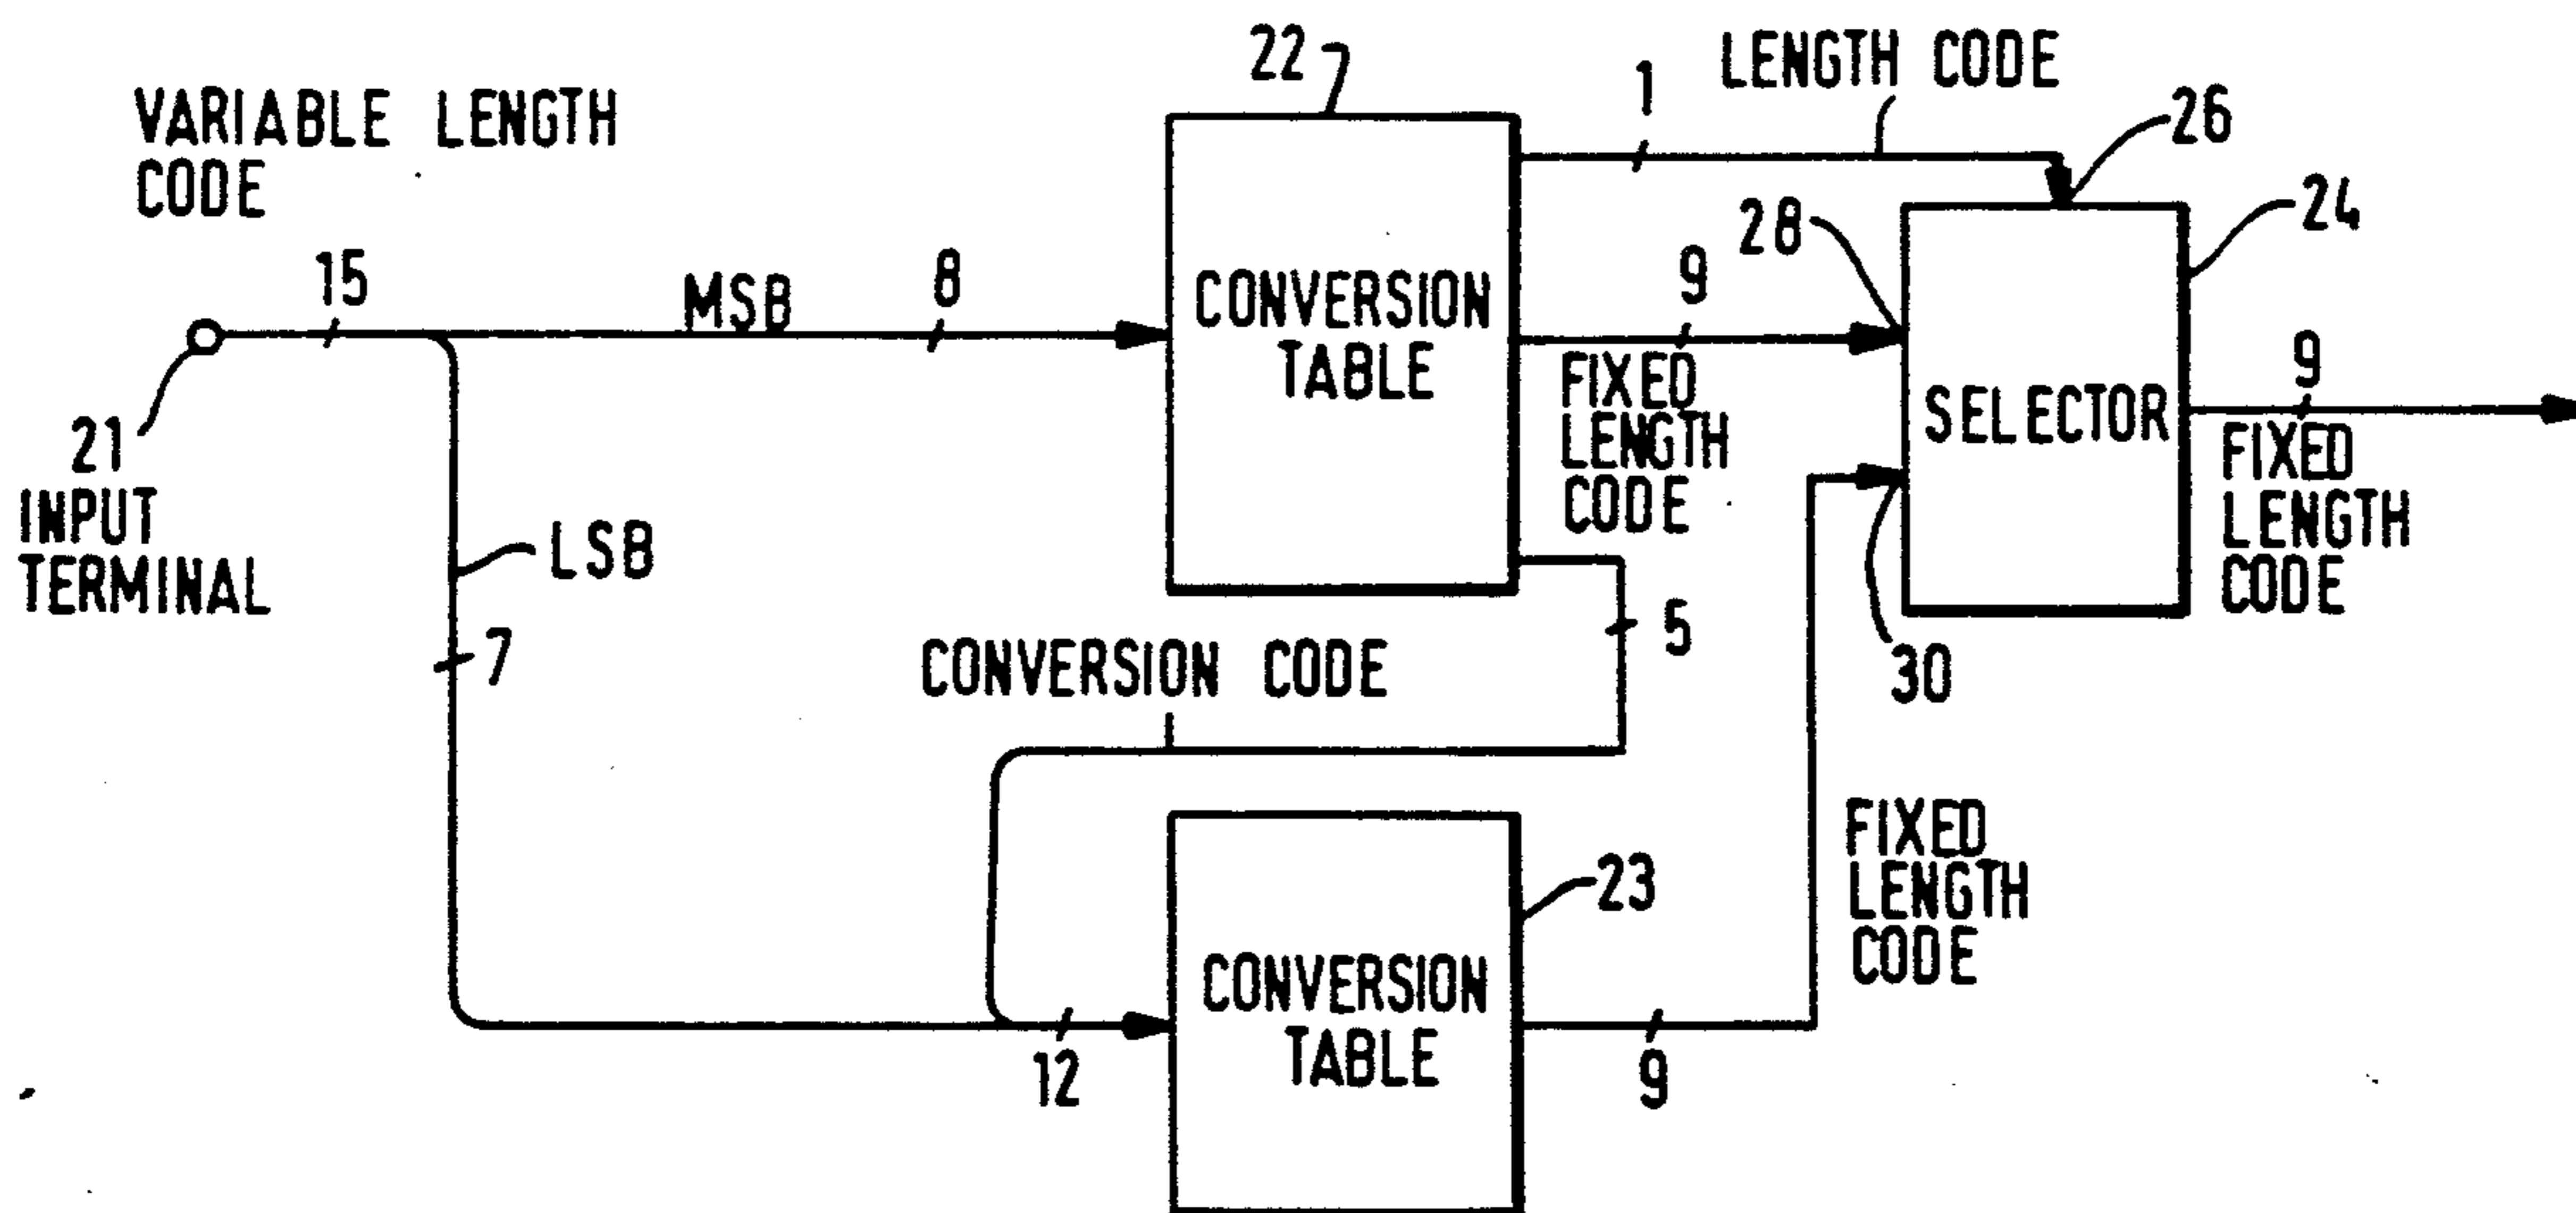 VARIABLE LENGTH
CODE
15
MSB
8
21
INPUT
TERMINAL
LSB
7
22
CONVERSION
TABLE
1
LENGTH CODE
26
28
9
FIXED
LENGTH
CODE
24
SELECTOR
9
FIXED
LENGTH
CODE
30
5
CONVERSION CODE
12
CONVERSION
TABLE
23
9
FIXED
LENGTH
CODE